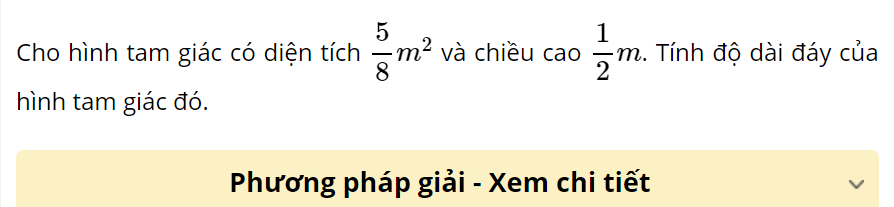 Cho hình tam giác có diện tích 5/8 m² và chiều cao 1/2 m. Tính độ dài đáy của
hình tam giác đó.
Phương pháp giải - Xem chi tiết